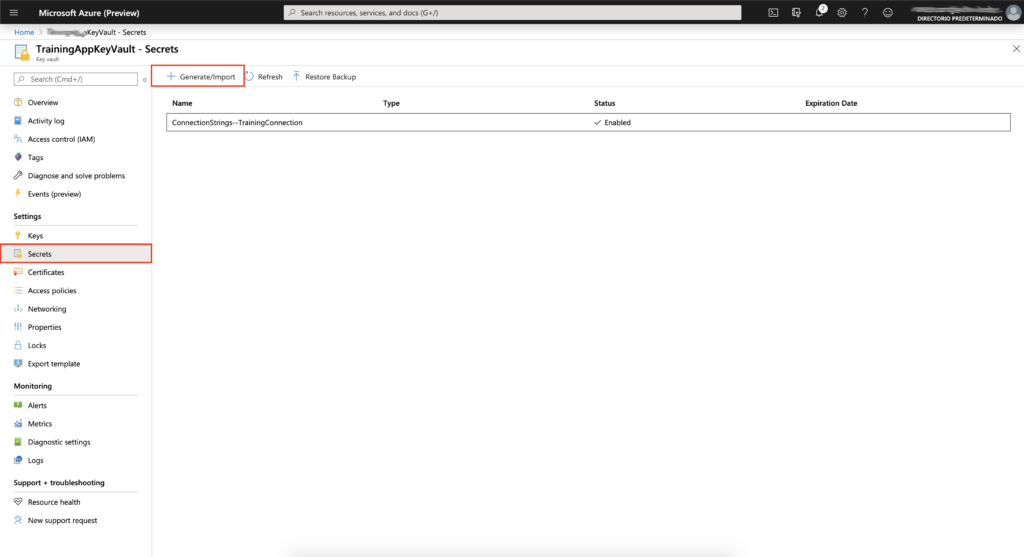 Microsoft Azure (Preview)
Search resources, services, and docs (G+/)
2
DIRECTORIO PREDETERMINADO
Home > KeyVault - Secrets
TrainingAppKeyVault - Secrets
Key vault
Search (Cmd+/)
Generate/Import Refresh Restore Backup
Overview
Activity log
Access control (IAM)
Tags
Diagnose and solve problems
Events (preview)
Settings
Keys
Secrets
Certificates
Access policies
Networking
Properties
Locks
Export template
Monitoring
Alerts
Metrics
Diagnostic settings
Logs
Support + troubleshooting
Resource health
New support request
Name Type Status Expiration Date
ConnectionStrings--TrainingConnection Enabled